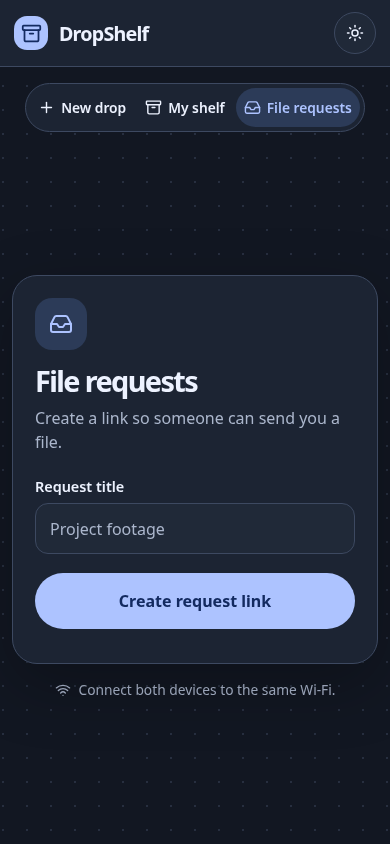 DropShelf
New drop
My shelf
File requests
File requests
Create a link so someone can send you a
file.
Request title
Project footage
Create request link
Connect both devices to the same Wi-Fi.